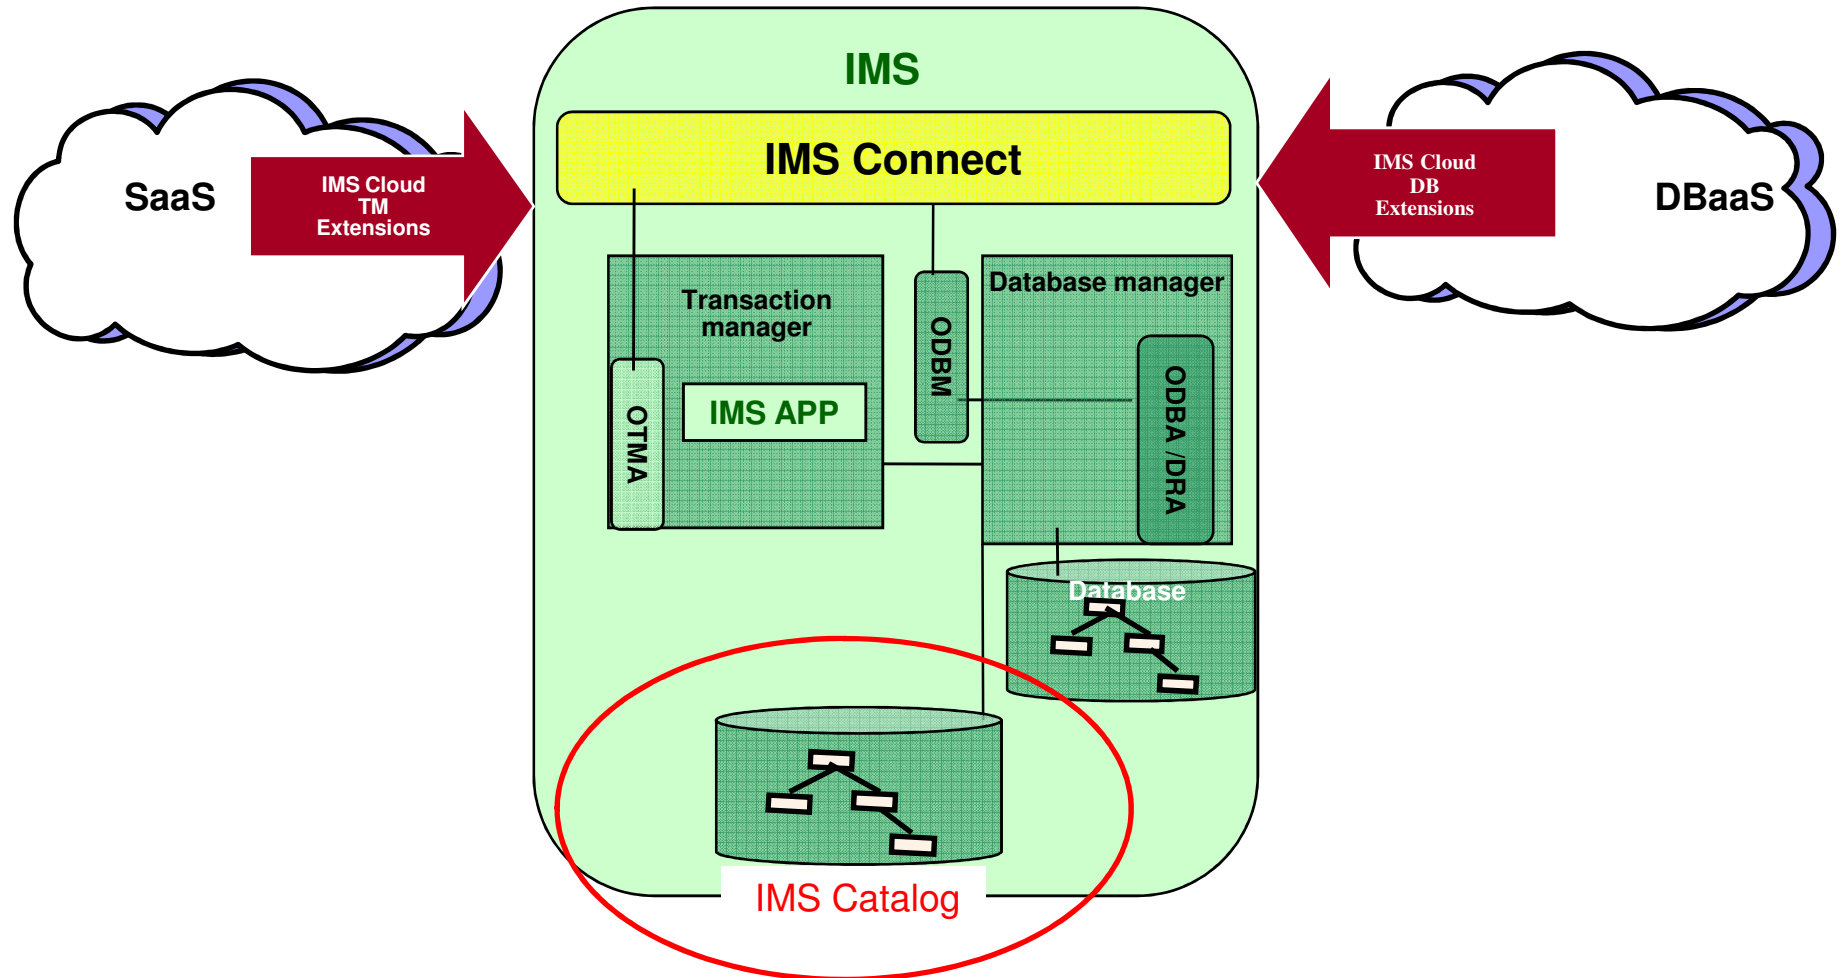 IMS
IMS Connect
SaaS
IMS Cloud
TM
Extensions
IMS Cloud
DB
Extensions
DBaaS
Transaction
manager
Database manager
ODBM
ODBA /DRA
OTMA
IMS APP
Database
IMS Catalog